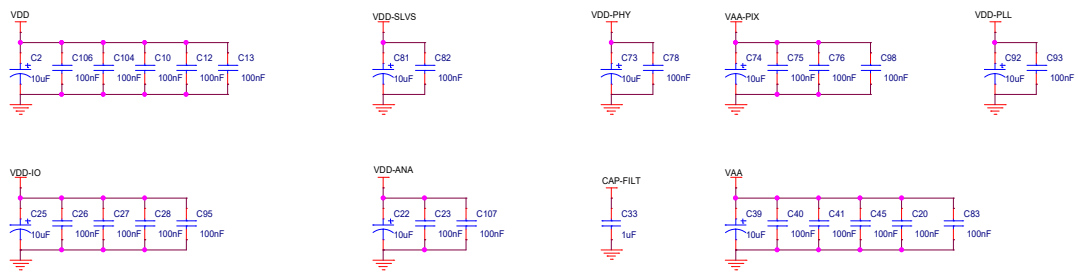 VDD
C2 C106 C104 C10 C12 C13
10uF 100nF 100nF 100nF 100nF 100nF
VDD-SLVS
C81 C82
10uF 100nF
VDD-PHY
C73 C78
10uF 100nF
VAA-PIX
C74 C75 C76 C98
10uF 100nF 100nF 100nF
VDD-PLL
C92 C93
10uF 100nF
VDD-IO
C25 C26 C27 C28 C95
10uF 100nF 100nF 100nF 100nF
VDD-ANA
C22 C23 C107
10uF 100nF 100nF
CAP-FILT
C33
1uF
VAA
C39 C40 C41 C45 C20 C83
10uF 100nF 100nF 100nF 100nF 100nF